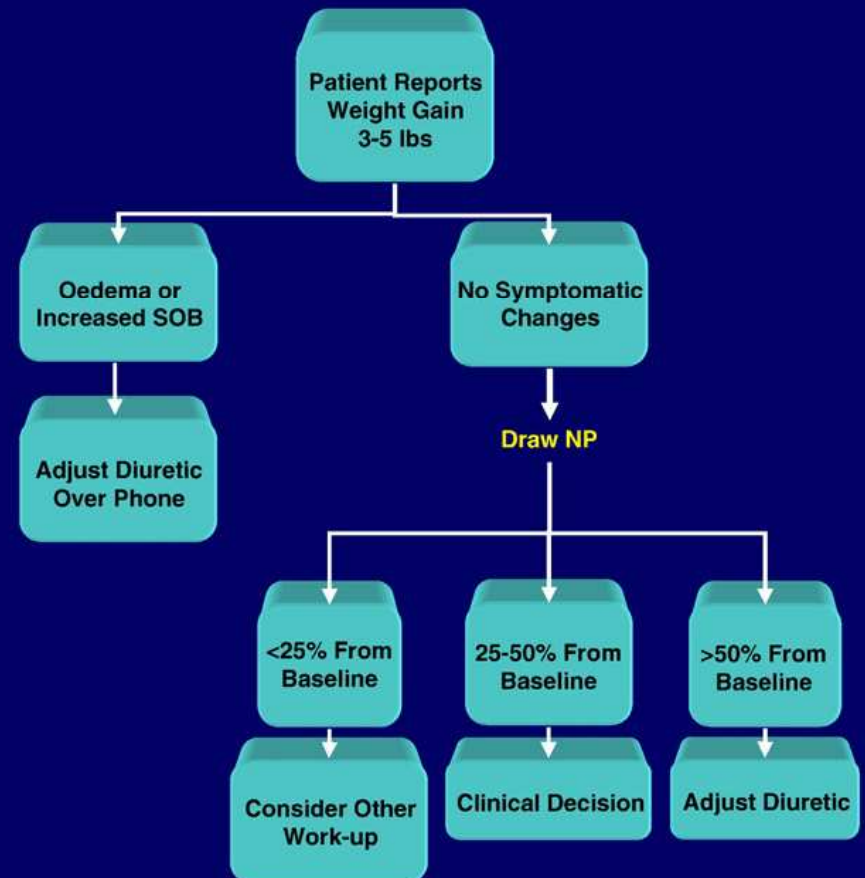 Patient Reports
Weight Gain
3-5 lbs
Oedema or
Increased SOB
No Symptomatic
Changes
Adjust Diuretic
Over Phone
Draw NP
<25% From
Baseline
25-50% From
Baseline
>50% From
Baseline
Consider Other
Work-up
Clinical Decision
Adjust Diuretic